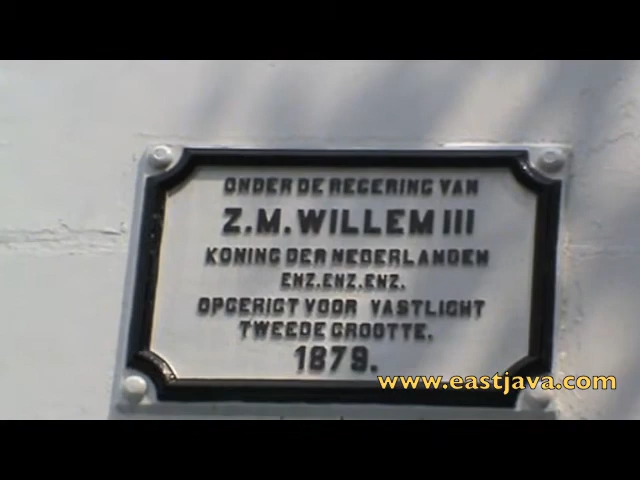 ONDER DE REGERING VAN
Z.M. WILLEM III
KONING DER NEDERLANDEN
ENZ. ENZ. ENZ.
OPGERIGT VOOR VASTLIGHT
TWEEDE GROOTTE.
1879.
www.eastjava.com